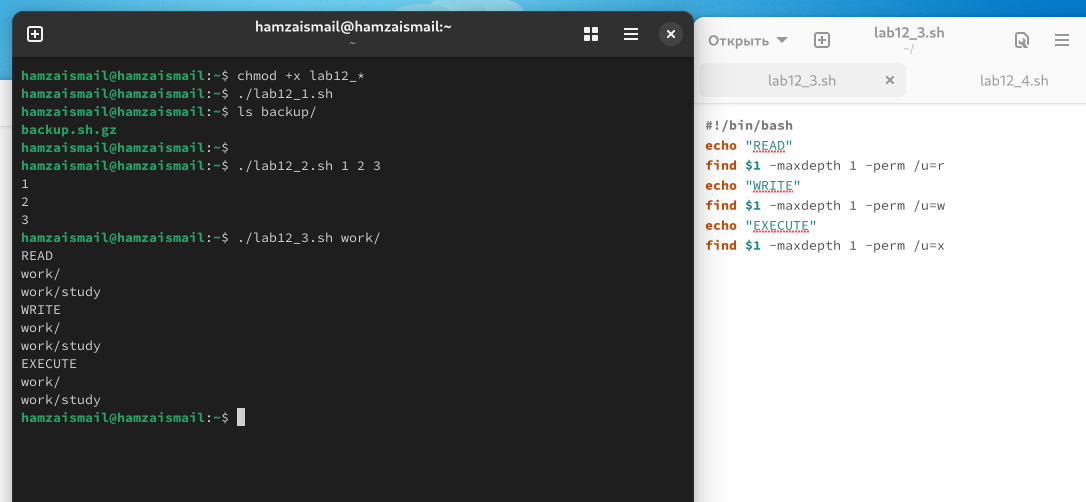 hamzaismail@hamzaismail:~
~
hamzaismail@hamzaismail:~$ chmod +x lab12_*
hamzaismail@hamzaismail:~$ ./lab12_1.sh
hamzaismail@hamzaismail:~$ ls backup/
backup.sh.gz
hamzaismail@hamzaismail:~$
hamzaismail@hamzaismail:~$ ./lab12_2.sh 1 2 3
1
2
3
hamzaismail@hamzaismail:~$ ./lab12_3.sh work/
READ
work/
work/study
WRITE
work/
work/study
EXECUTE
work/
work/study
hamzaismail@hamzaismail:~$
Открыть
lab12_3.sh
~/
lab12_3.sh
lab12_4.sh
#!/bin/bash
echo "READ"
find $1 -maxdepth 1 -perm /u=r
echo "WRITE"
find $1 -maxdepth 1 -perm /u=w
echo "EXECUTE"
find $1 -maxdepth 1 -perm /u=x